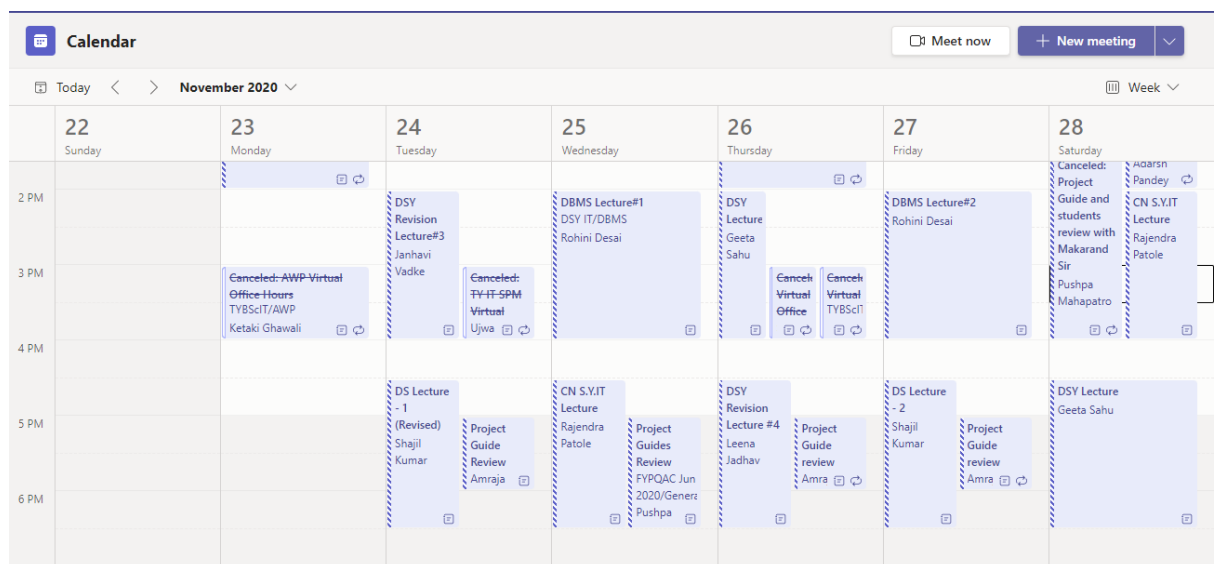 Calendar
Meet now
New meeting
Today
November 2020
Week
22
Sunday
23
Monday
24
Tuesday
25
Wednesday
26
Thursday
27
Friday
28
Saturday
2 PM
3 PM
4 PM
5 PM
6 PM
Canceled: AWP Virtual
Office Hours
TYBScIT/AWP
Ketaki Ghawali
DSY
Revision
Lecture#3
Janhavi
Vadke
Canceled:
TY IT SPM
Virtual
Ujwa
DS Lecture
- 1
(Revised)
Shajil
Kumar
Project
Guide
Review
Amraja
DBMS Lecture#1
DSY IT/DBMS
Rohini Desai
CN S.Y.IT
Lecture
Rajendra
Patole
Project
Guides
Review
FYPQAC Jun
2020/Genera
Pushpa
DSY
Lecture
Geeta
Sahu
Cancel
Virtual
Office
Cancel
Virtual
TYBScIT
DSY
Revision
Lecture #4
Leena
Jadhav
Project
Guide
review
Amra
DBMS Lecture#2
Rohini Desai
DS Lecture
- 2
Shajil
Kumar
Project
Guide
review
Amra
Canceled:
Project
Guide and
students
review with
Makarand
Sir
Pushpa
Mahapatro
Adarsh
Pandey
CN S.Y.IT
Lecture
Rajendra
Patole
DSY Lecture
Geeta Sahu